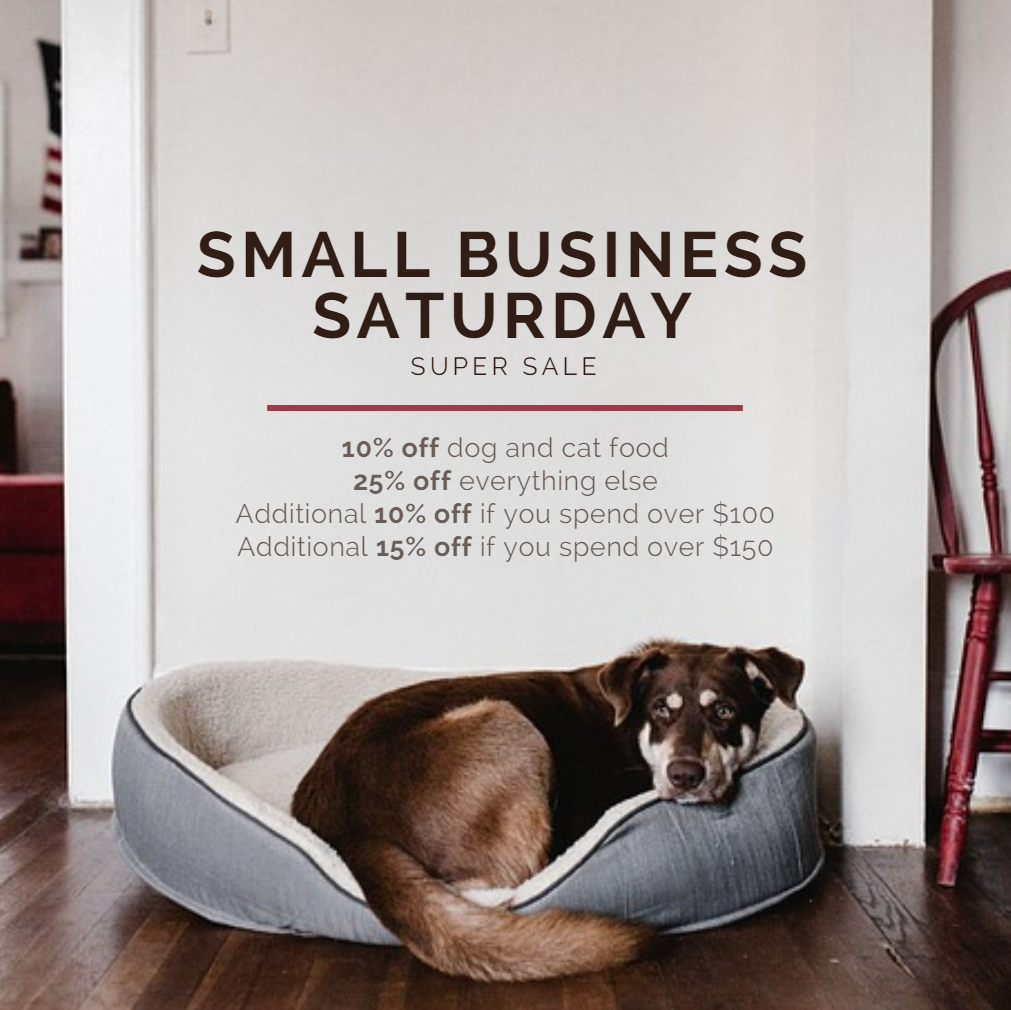 SMALL BUSINESS
SATURDAY
SUPER SALE
10% off dog and cat food
25% off everything else
Additional 10% off if you spend over $100
Additional 15% off if you spend over $150